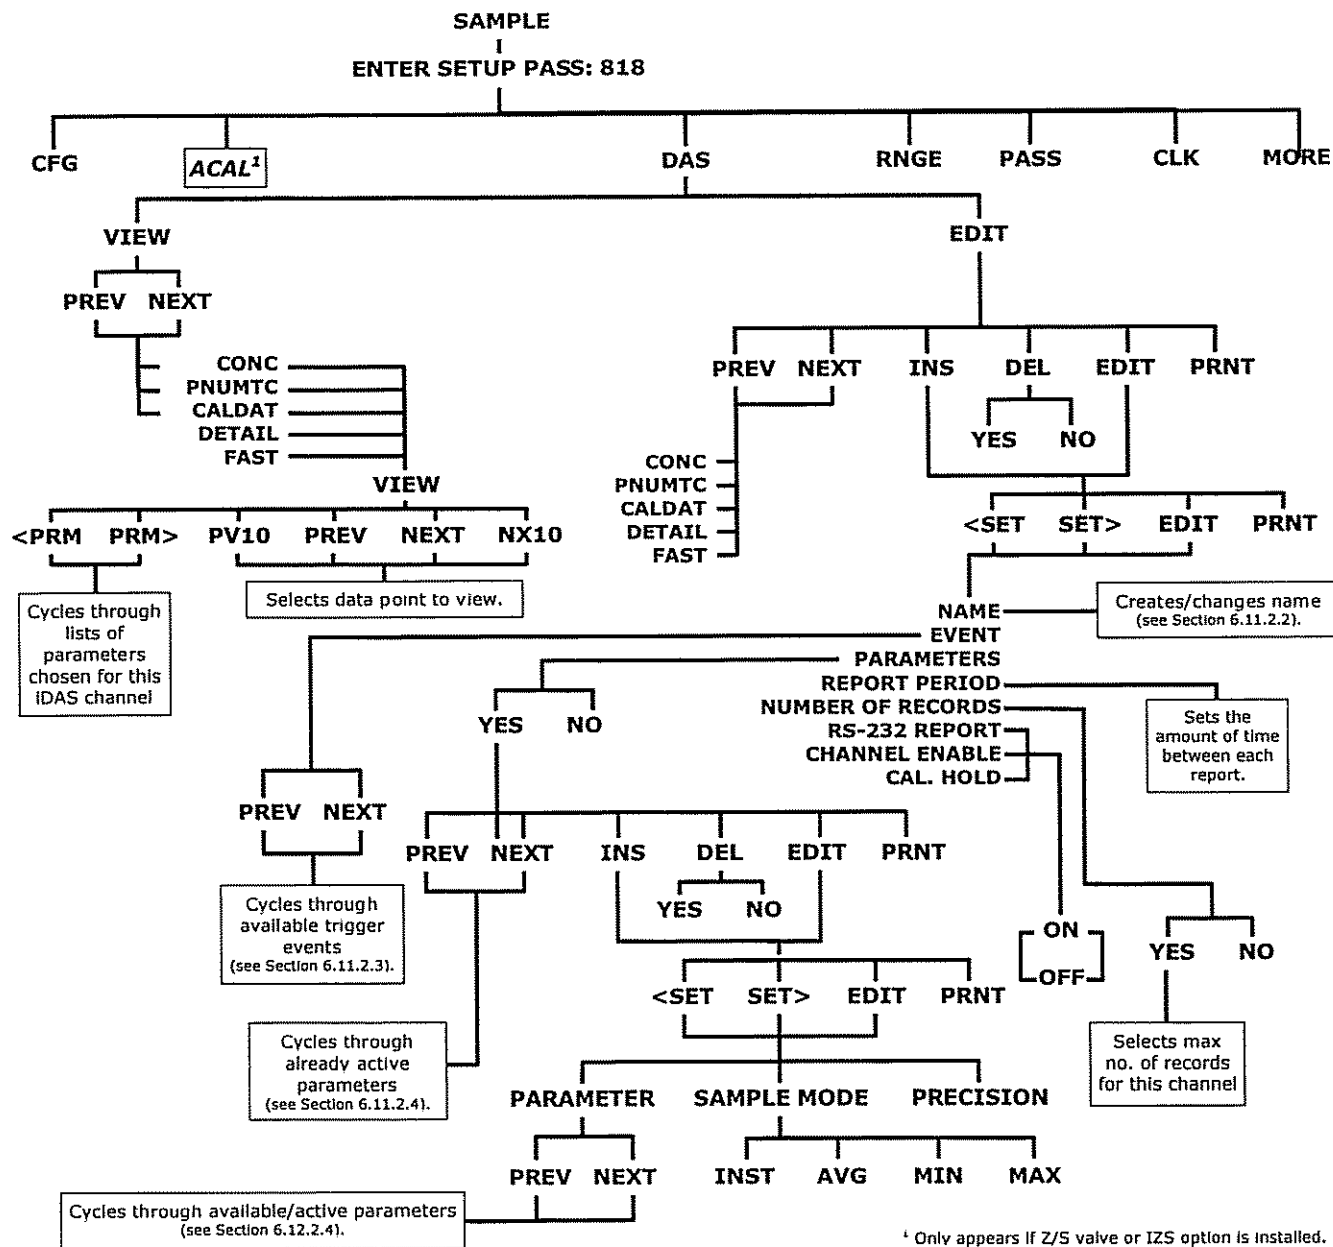 SAMPLE
ENTER SETUP PASS: 818
CFG
ACAL¹
DAS
RNGE
PASS
CLK
MORE
VIEW
EDIT
PREV NEXT
CONC
PNUMTC
CALDAT
DETAIL
FAST
VIEW
<PRM PRM> PV10 PREV NEXT NX10
Cycles through
lists of
parameters
chosen for this
iDAS channel
Selects data point to view.
PREV NEXT INS DEL EDIT PRNT
YES NO
CONC
PNUMTC
CALDAT
DETAIL
FAST
<SET SET> EDIT PRNT
NAME
Creates/changes name
(see Section 6.11.2.2).
EVENT
PARAMETERS
REPORT PERIOD
NUMBER OF RECORDS
RS-232 REPORT
CHANNEL ENABLE
CAL. HOLD
Sets the
amount of time
between each
report.
YES NO
PREV NEXT
Cycles through
available trigger
events
(see Section 6.11.2.3).
PREV NEXT INS DEL EDIT PRNT
YES NO
ON
OFF
YES NO
Selects max
no. of records
for this channel
Cycles through
already active
parameters
(see Section 6.11.2.4).
<SET SET> EDIT PRNT
PARAMETER SAMPLE MODE PRECISION
PREV NEXT INST AVG MIN MAX
Cycles through available/active parameters
(see Section 6.12.2.4).
¹ Only appears if Z/S valve or IZS option is installed.